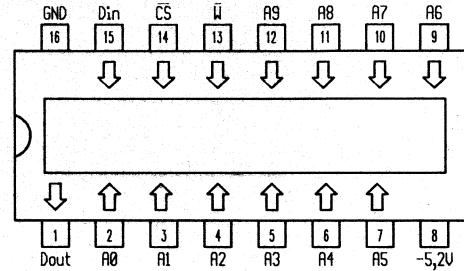 GND Din C̅S̅ W̅ A9 A8 A7 A6
16 15 14 13 12 11 10 9
1 2 3 4 5 6 7 8
Dout A0 A1 A2 A3 A4 A5 -5,2V